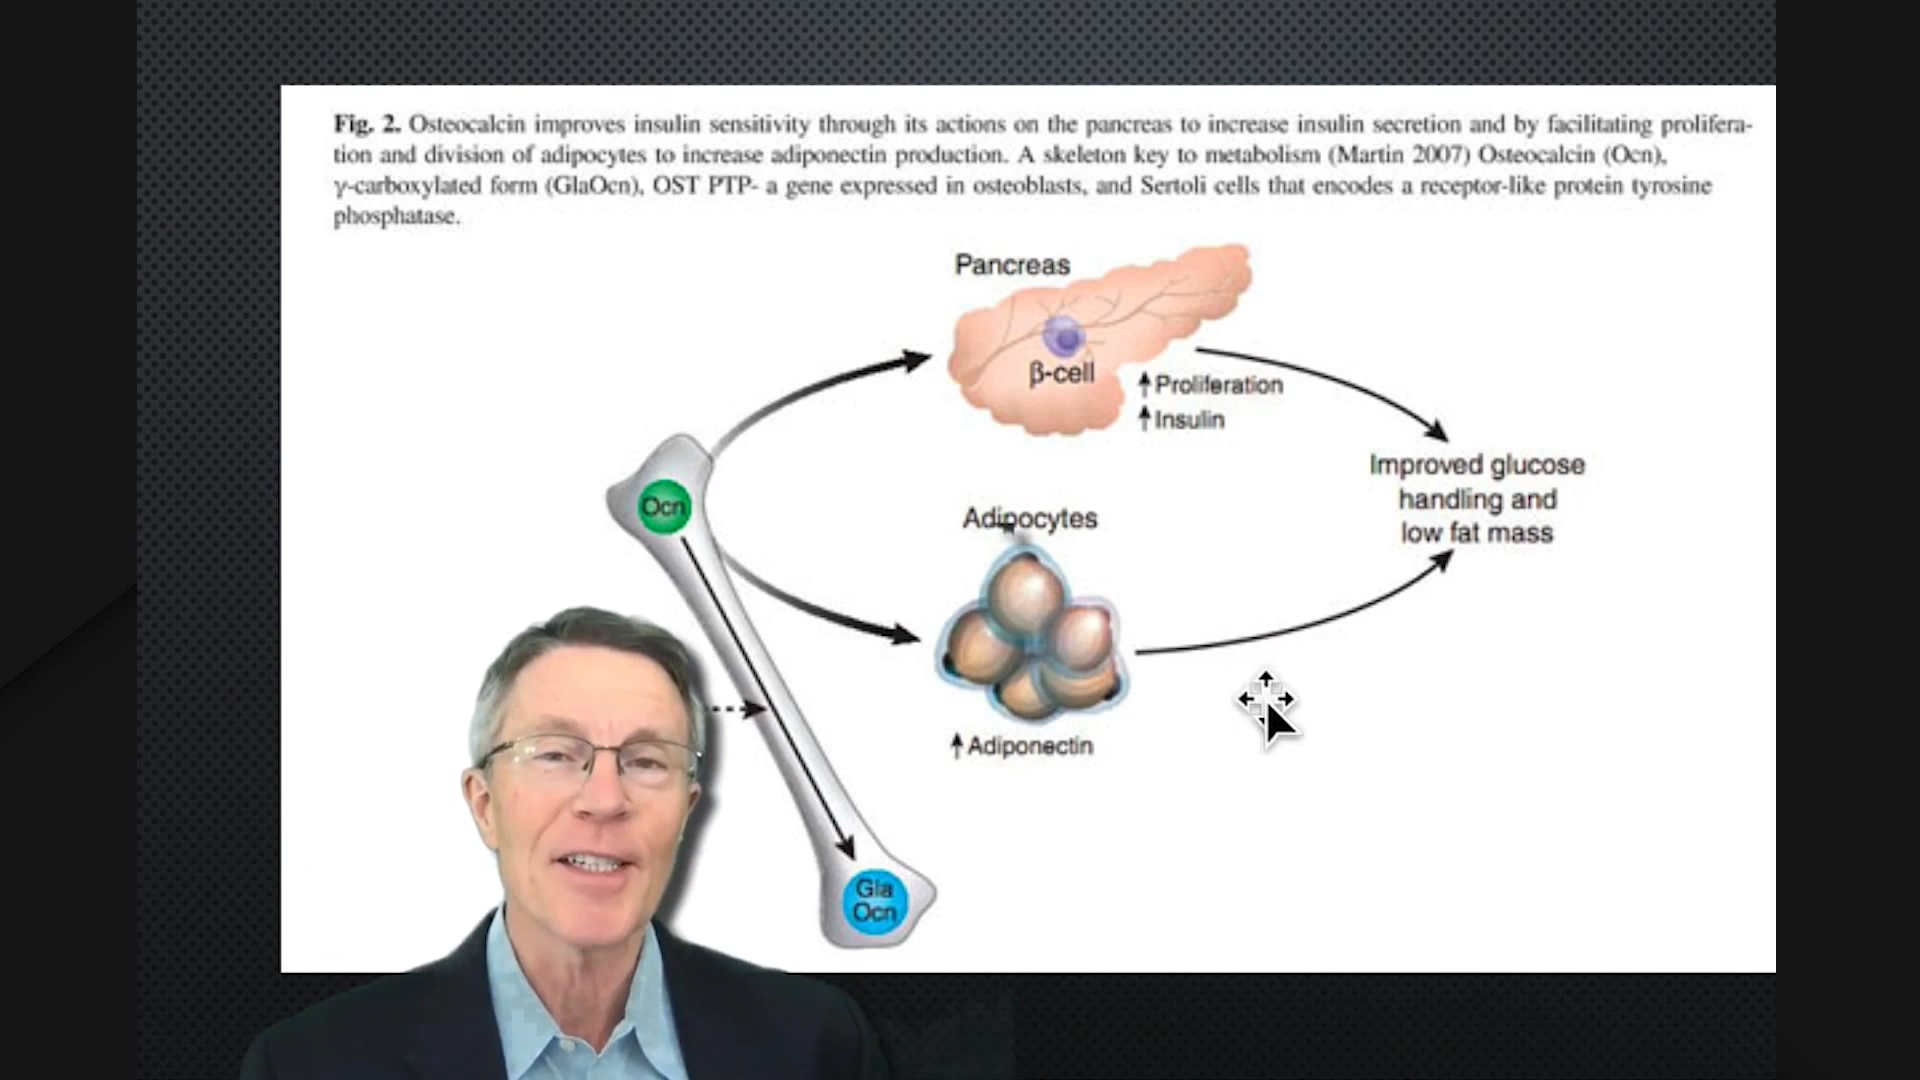 Fig. 2. Osteocalcin improves insulin sensitivity through its actions on the pancreas to increase insulin secretion and by facilitating prolifera-
tion and division of adipocytes to increase adiponectin production. A skeleton key to metabolism (Martin 2007) Osteocalcin (Ocn),
γ-carboxylated form (GlaOcn), OST PTP- a gene expressed in osteoblasts, and Sertoli cells that encodes a receptor-like protein tyrosine
phosphatase.
Pancreas
β-cell
Proliferation
Insulin
Improved glucose
handling and
low fat mass
Ocn
Adipocytes
Adiponectin
Gla
Ocn